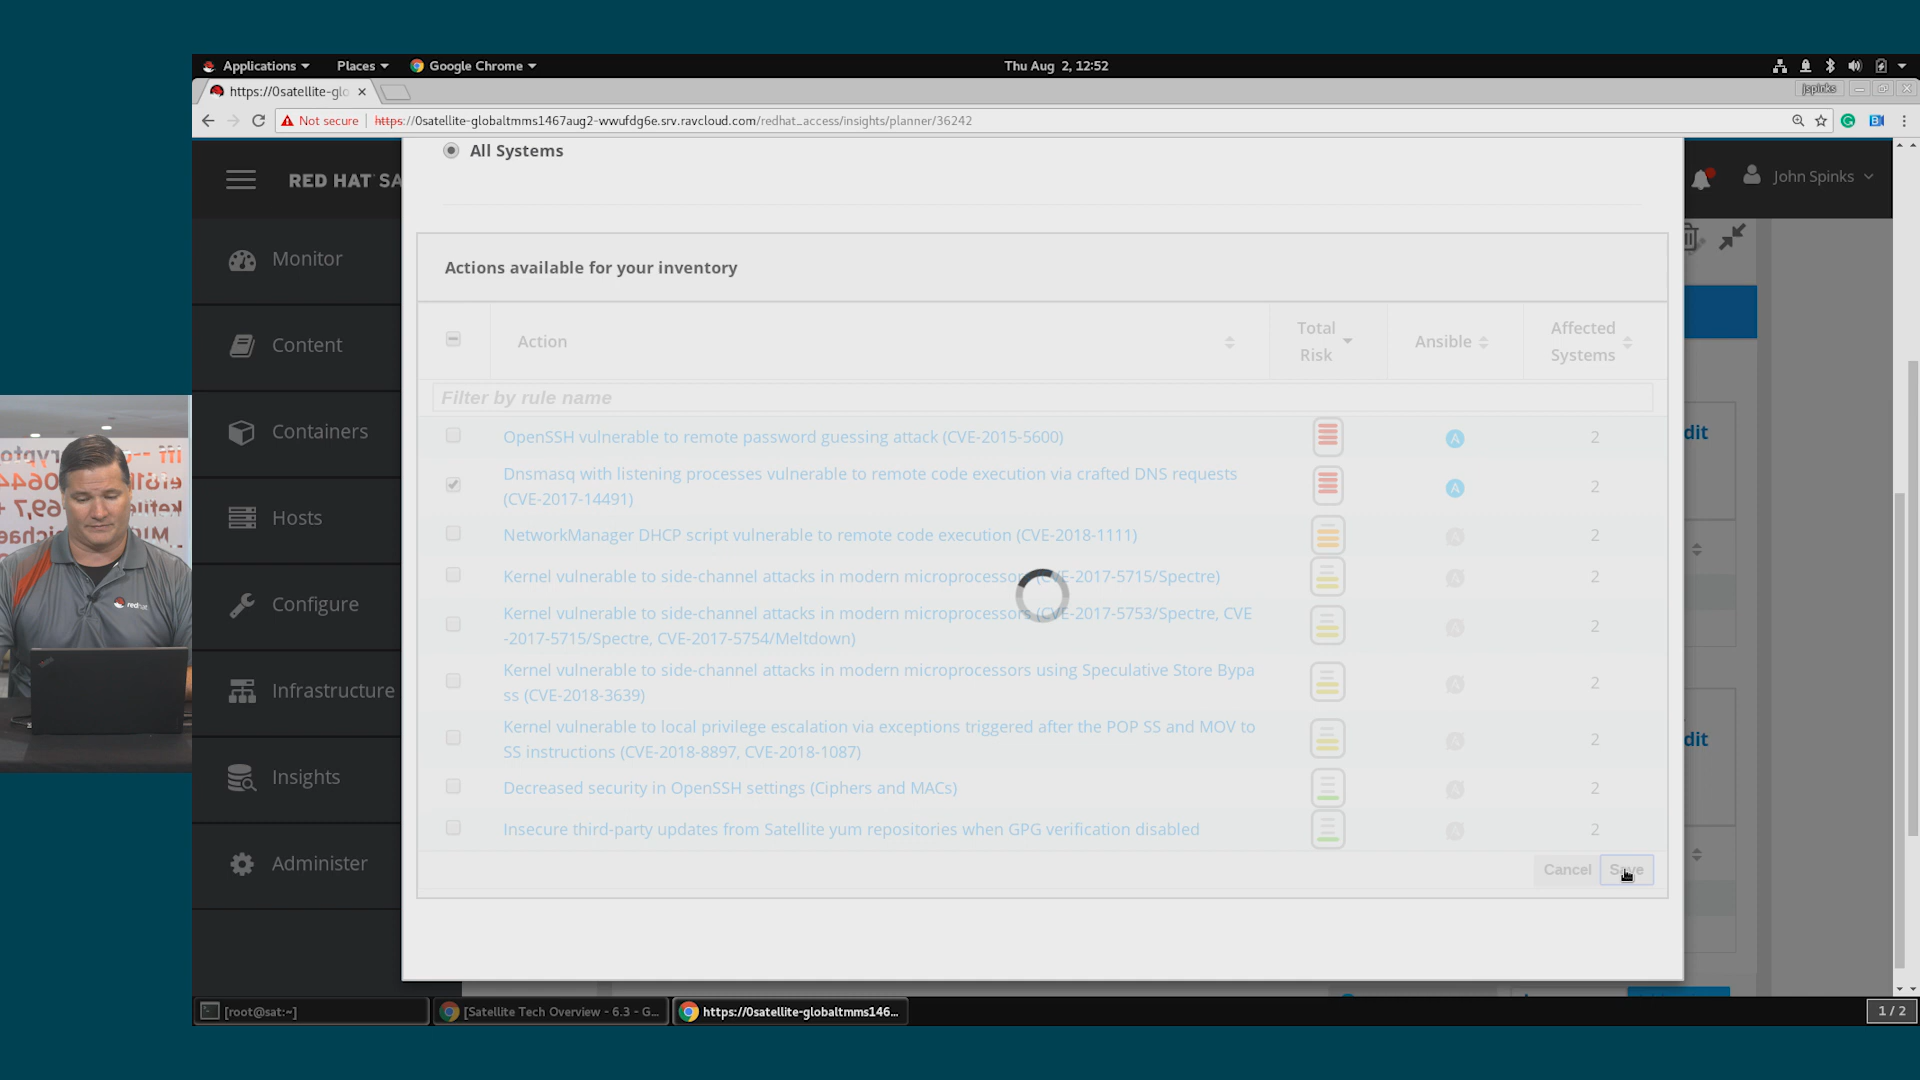 Applications
Places
Google Chrome
Thu Aug 2, 12:52
https://0satellite-glo
jspinks
Not secure
https://0satellite-globaltmms1467aug2-wwufdg6e.srv.ravcloud.com/redhat_access/insights/planner/36242
All Systems
RED HAT SA
John Spinks
Monitor
Content
Containers
Hosts
Configure
Infrastructure
Insights
Administer
Actions available for your inventory
Action
Total
Risk
Ansible
Affected
Systems
Filter by rule name
OpenSSH vulnerable to remote password guessing attack (CVE-2015-5600)
2
Dnsmasq with listening processes vulnerable to remote code execution via crafted DNS requests
(CVE-2017-14491)
2
NetworkManager DHCP script vulnerable to remote code execution (CVE-2018-1111)
2
Kernel vulnerable to side-channel attacks in modern microprocessors (CVE-2017-5715/Spectre)
2
Kernel vulnerable to side-channel attacks in modern microprocessors (CVE-2017-5753/Spectre, CVE
-2017-5715/Spectre, CVE-2017-5754/Meltdown)
2
Kernel vulnerable to side-channel attacks in modern microprocessors using Speculative Store Bypa
ss (CVE-2018-3639)
2
Kernel vulnerable to local privilege escalation via exceptions triggered after the POP SS and MOV to
SS instructions (CVE-2018-8897, CVE-2018-1087)
2
Decreased security in OpenSSH settings (Ciphers and MACs)
2
Insecure third-party updates from Satellite yum repositories when GPG verification disabled
2
Cancel
Save
dit
dit
redhat
[root@sat:~]
[Satellite Tech Overview - 6.3 - G...
https://0satellite-globaltmms146...
1 / 2